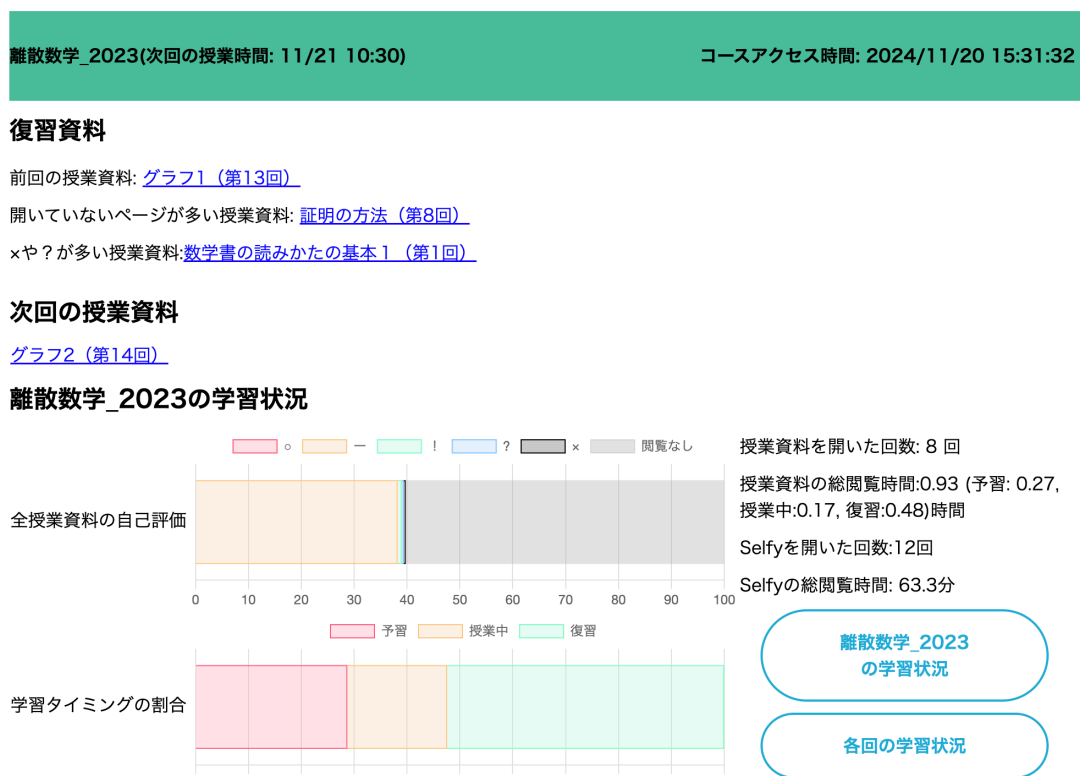 離散数学_2023(次回の授業時間: 11/21 10:30)
コースアクセス時間: 2024/11/20 15:31:32
復習資料
前回の授業資料: グラフ1（第13回）
開いていないページが多い授業資料: 証明の方法（第8回）
×や？が多い授業資料:数学書の読みかたの基本１（第1回）
次回の授業資料
グラフ2（第14回）
離散数学_2023の学習状況
○ ー ！ ？ × 閲覧なし
全授業資料の自己評価
0 10 20 30 40 50 60 70 80 90 100
授業資料を開いた回数: 8 回
授業資料の総閲覧時間:0.93 (予習: 0.27,
授業中:0.17, 復習:0.48)時間
Selfyを開いた回数:12回
Selfyの総閲覧時間: 63.3分
予習 授業中 復習
学習タイミングの割合
離散数学_2023
の学習状況
各回の学習状況